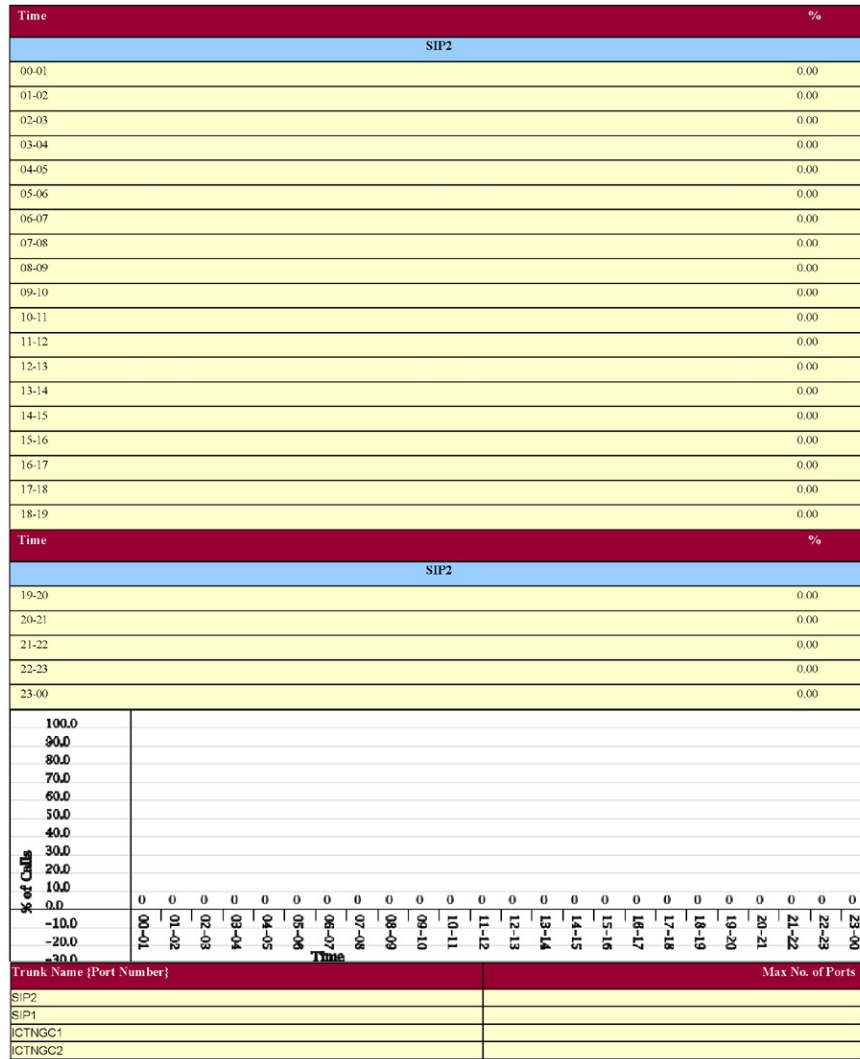 Time %
SIP2
00-01 0.00
01-02 0.00
02-03 0.00
03-04 0.00
04-05 0.00
05-06 0.00
06-07 0.00
07-08 0.00
08-09 0.00
09-10 0.00
10-11 0.00
11-12 0.00
12-13 0.00
13-14 0.00
14-15 0.00
15-16 0.00
16-17 0.00
17-18 0.00
18-19 0.00
Time %
SIP2
19-20 0.00
20-21 0.00
21-22 0.00
22-23 0.00
23-00 0.00
100.0
90.0
80.0
70.0
60.0
50.0
40.0
30.0
20.0
10.0
0.0
-10.0
-20.0
-30.0
% of Calls
0 0 0 0 0 0 0 0 0 0 0 0 0 0 0 0 0 0 0 0 0 0 0 0
00-01 01-02 02-03 03-04 04-05 05-06 06-07 07-08 08-09 09-10 10-11 11-12 12-13 13-14 14-15 15-16 16-17 17-18 18-19 19-20 20-21 21-22 22-23 23-00
Time
Trunk Name {Port Number} Max No. of Ports
SIP2
SIP1
ICTNGC1
ICTNGC2